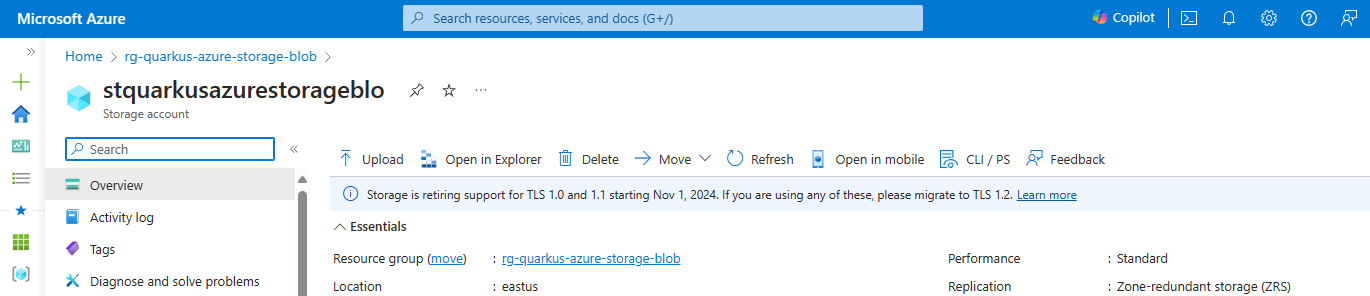 Microsoft Azure
Search resources, services, and docs (G+/)
Copilot
Home > rg-quarkus-azure-storage-blob >
stquarkusazurestorageblo
Storage account
Search
Upload Open in Explorer Delete Move Refresh Open in mobile CLI / PS Feedback
Overview
Storage is retiring support for TLS 1.0 and 1.1 starting Nov 1, 2024. If you are using any of these, please migrate to TLS 1.2. Learn more
Activity log
Essentials
Tags
Resource group (move) : rg-quarkus-azure-storage-blob
Performance : Standard
Diagnose and solve problems
Location : eastus
Replication : Zone-redundant storage (ZRS)